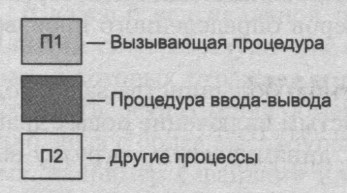 П1 — Вызывающая процедура
— Процедура ввода-вывода
П2 — Другие процессы